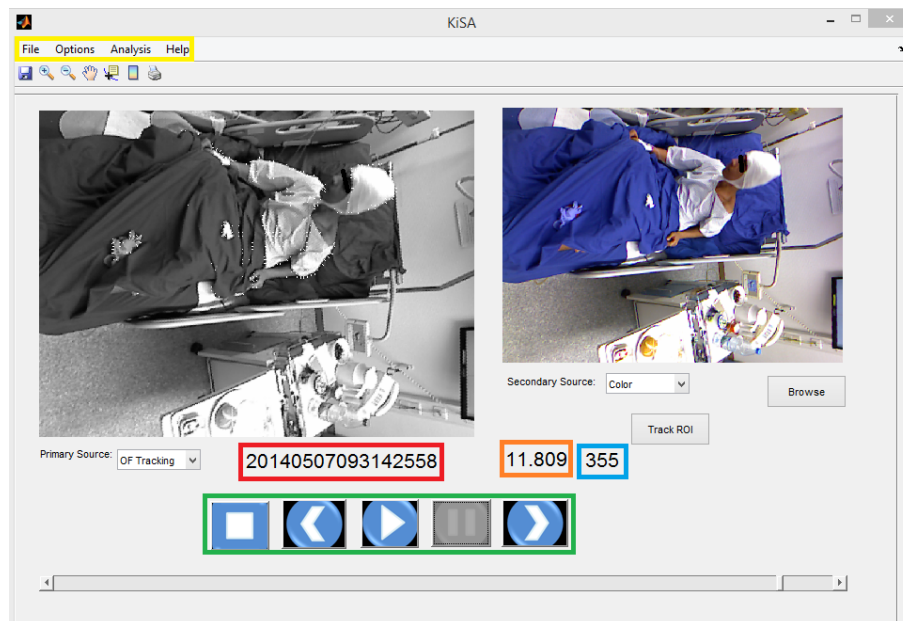 KiSA
File Options Analysis Help
Secondary Source: Color
Browse
Track ROI
Primary Source: OF Tracking
20140507093142558
11.809
355